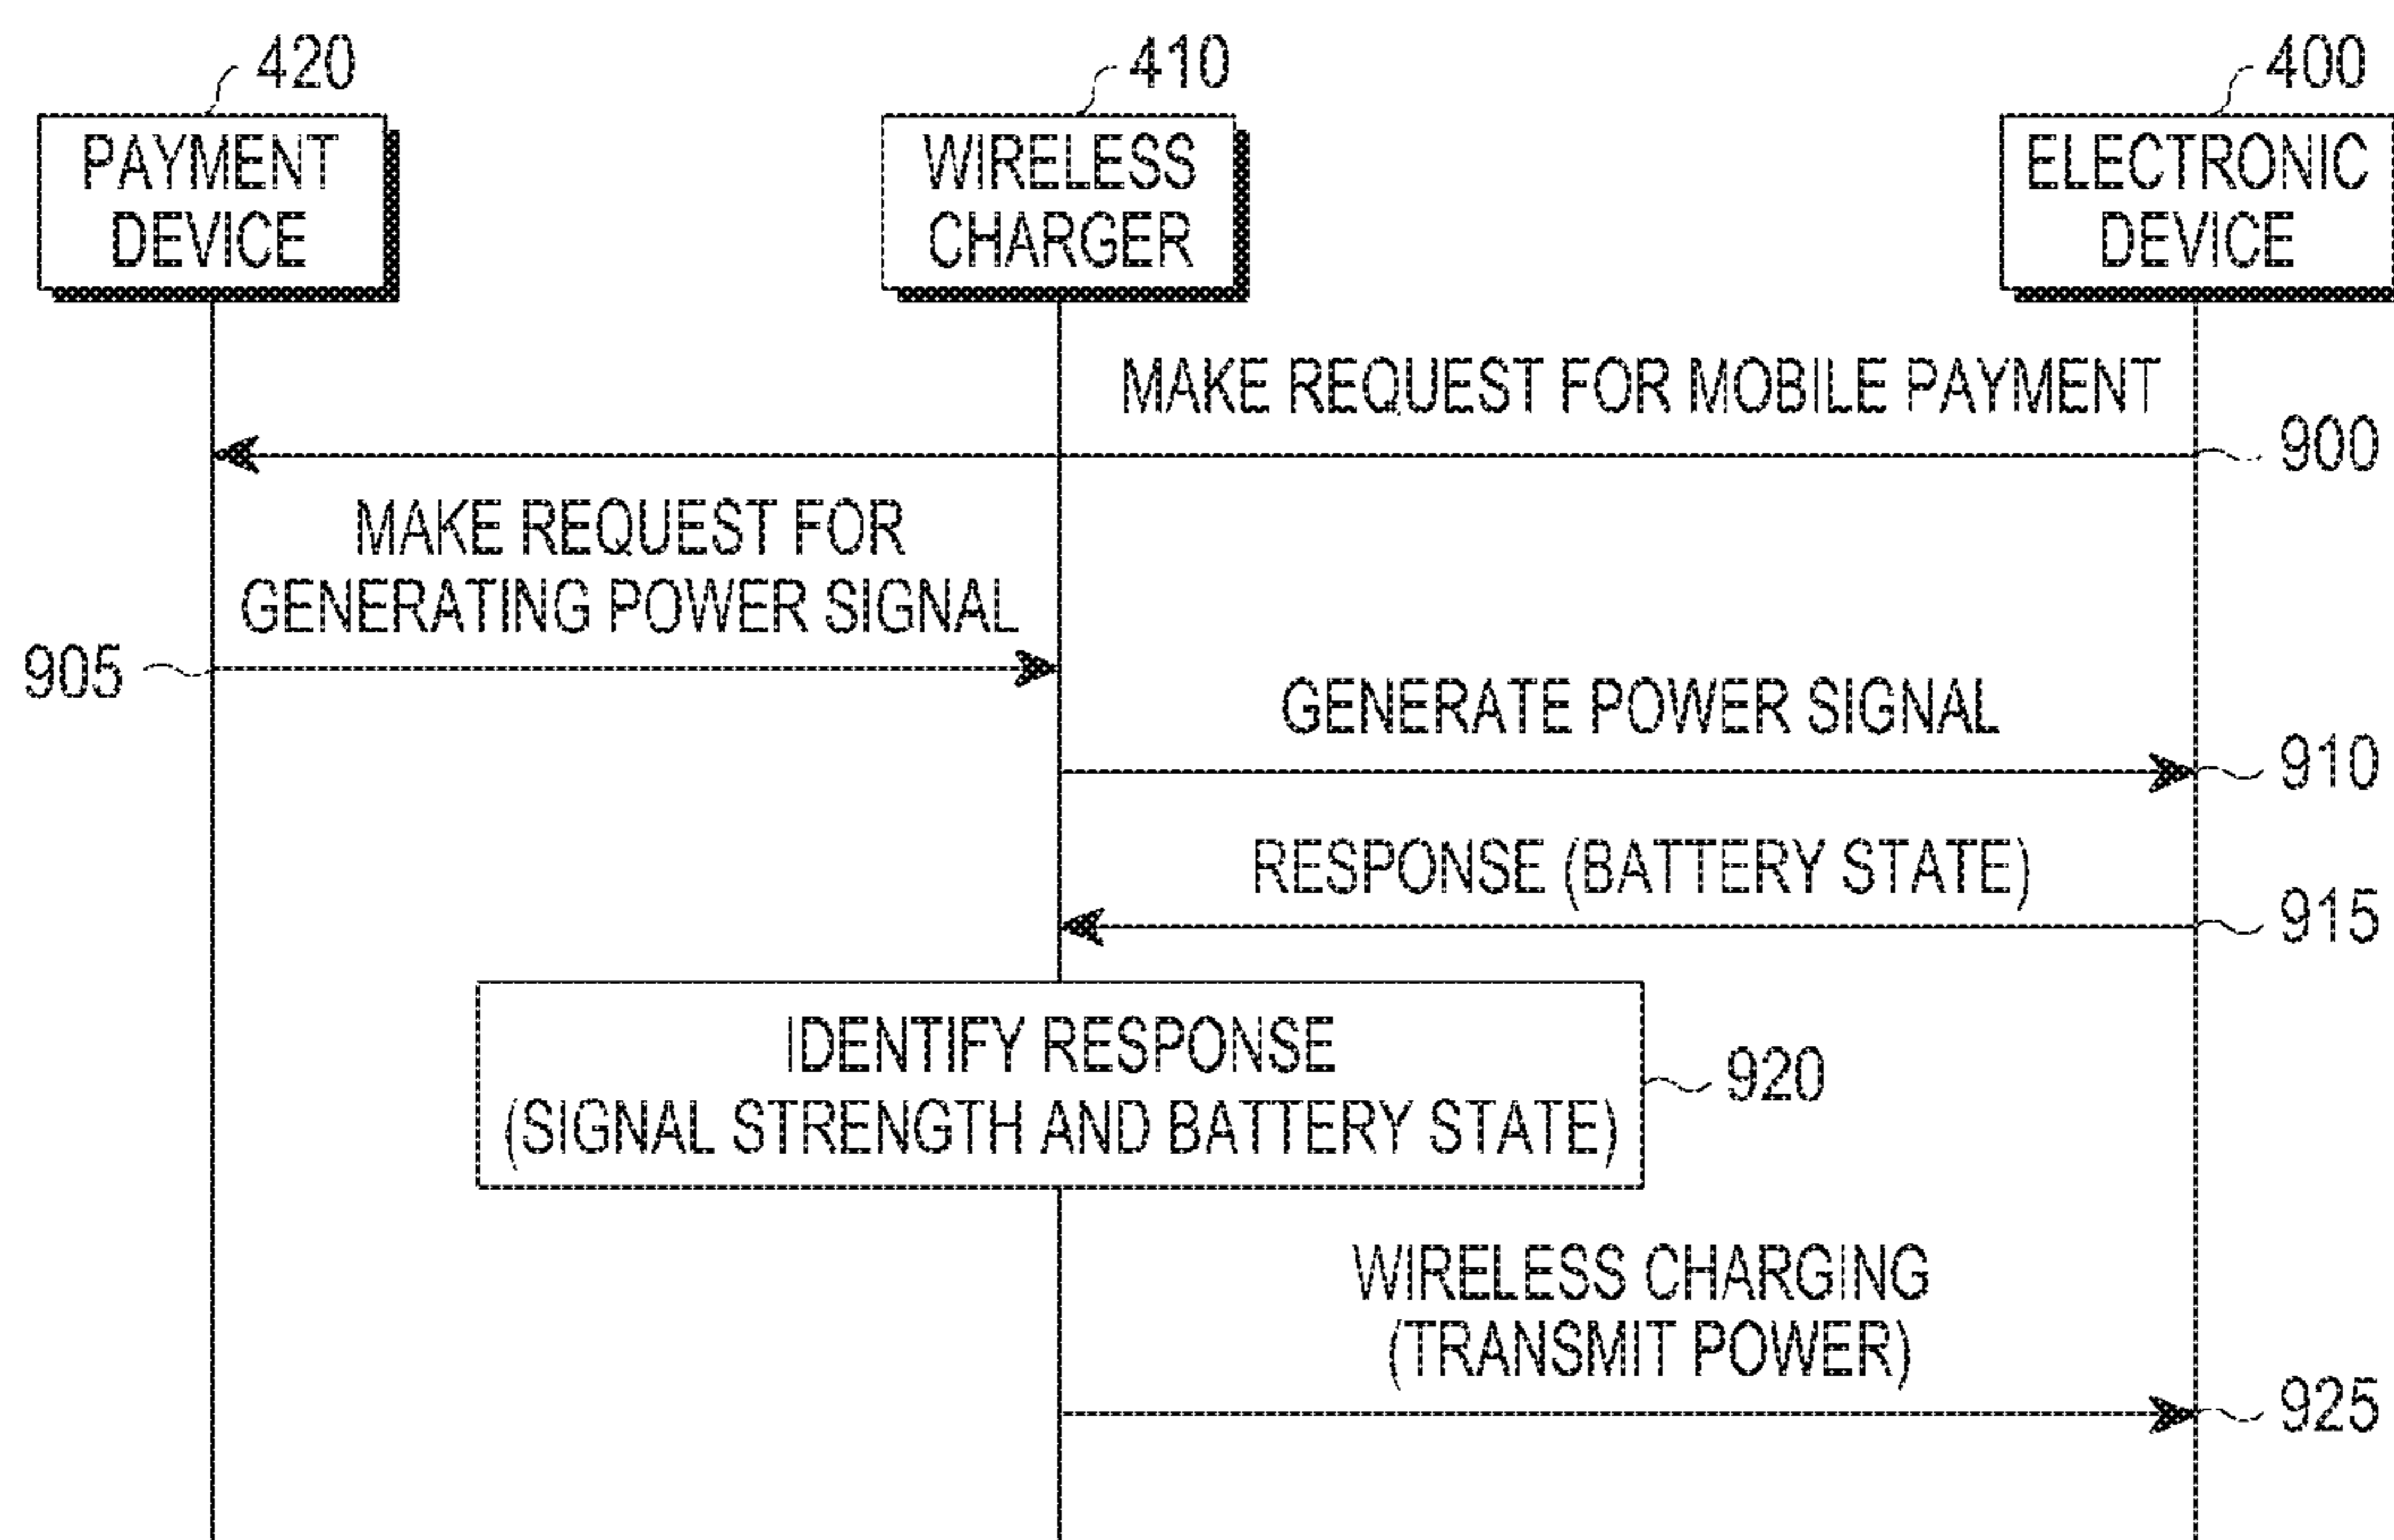 420
410
400
PAYMENT
DEVICE
WIRELESS
CHARGER
ELECTRONIC
DEVICE
MAKE REQUEST FOR MOBILE PAYMENT
900
MAKE REQUEST FOR
GENERATING POWER SIGNAL
905
GENERATE POWER SIGNAL
910
RESPONSE (BATTERY STATE)
915
IDENTIFY RESPONSE
(SIGNAL STRENGTH AND BATTERY STATE)
920
WIRELESS CHARGING
(TRANSMIT POWER)
925